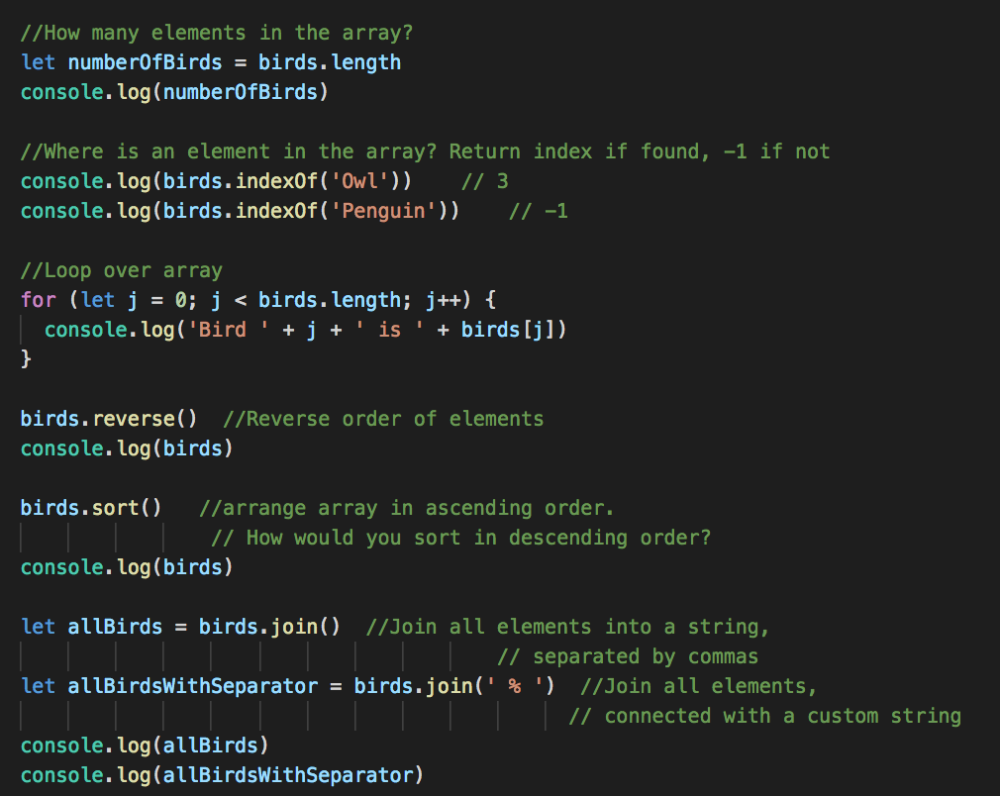 //How many elements in the array?
let numberOfBirds = birds.length
console.log(numberOfBirds)
//Where is an element in the array? Return index if found, -1 if not
console.log(birds.indexOf('Owl'))    // 3
console.log(birds.indexOf('Penguin'))    // -1
//Loop over array
for (let j = 0; j < birds.length; j++) {
  console.log('Bird ' + j + ' is ' + birds[j])
}
birds.reverse()  //Reverse order of elements
console.log(birds)
birds.sort()   //arrange array in ascending order.
                // How would you sort in descending order?
console.log(birds)
let allBirds = birds.join()  //Join all elements into a string,
                                        // separated by commas
let allBirdsWithSeparator = birds.join(' % ')  //Join all elements,
                                              // connected with a custom string
console.log(allBirds)
console.log(allBirdsWithSeparator)